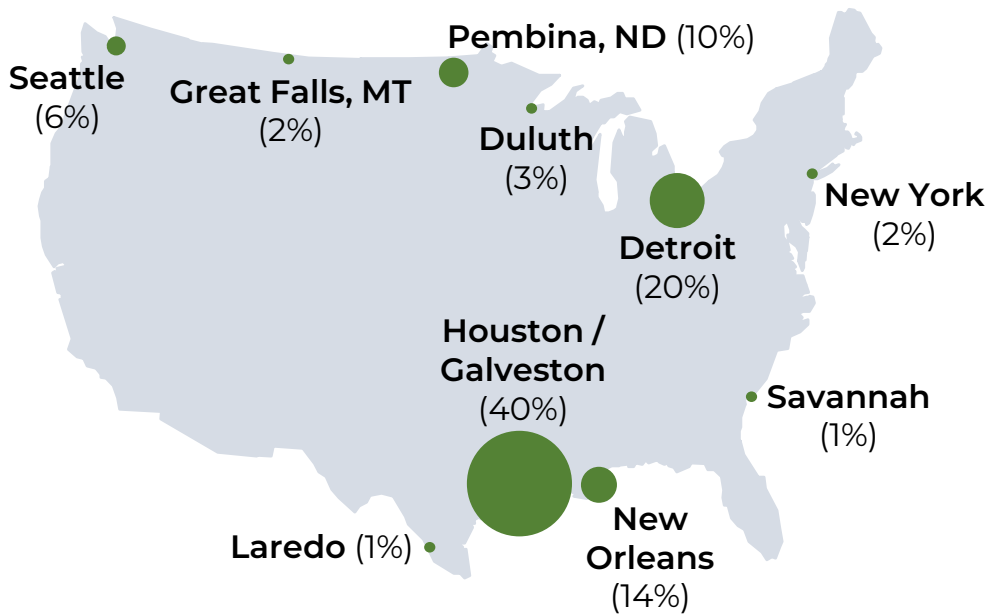 Pembina, ND (10%)
Seattle
(6%)
Great Falls, MT
(2%)
Duluth
(3%)
New York
(2%)
Detroit
(20%)
Houston /
Galveston
(40%)
Savannah
(1%)
Laredo (1%)
New
Orleans
(14%)